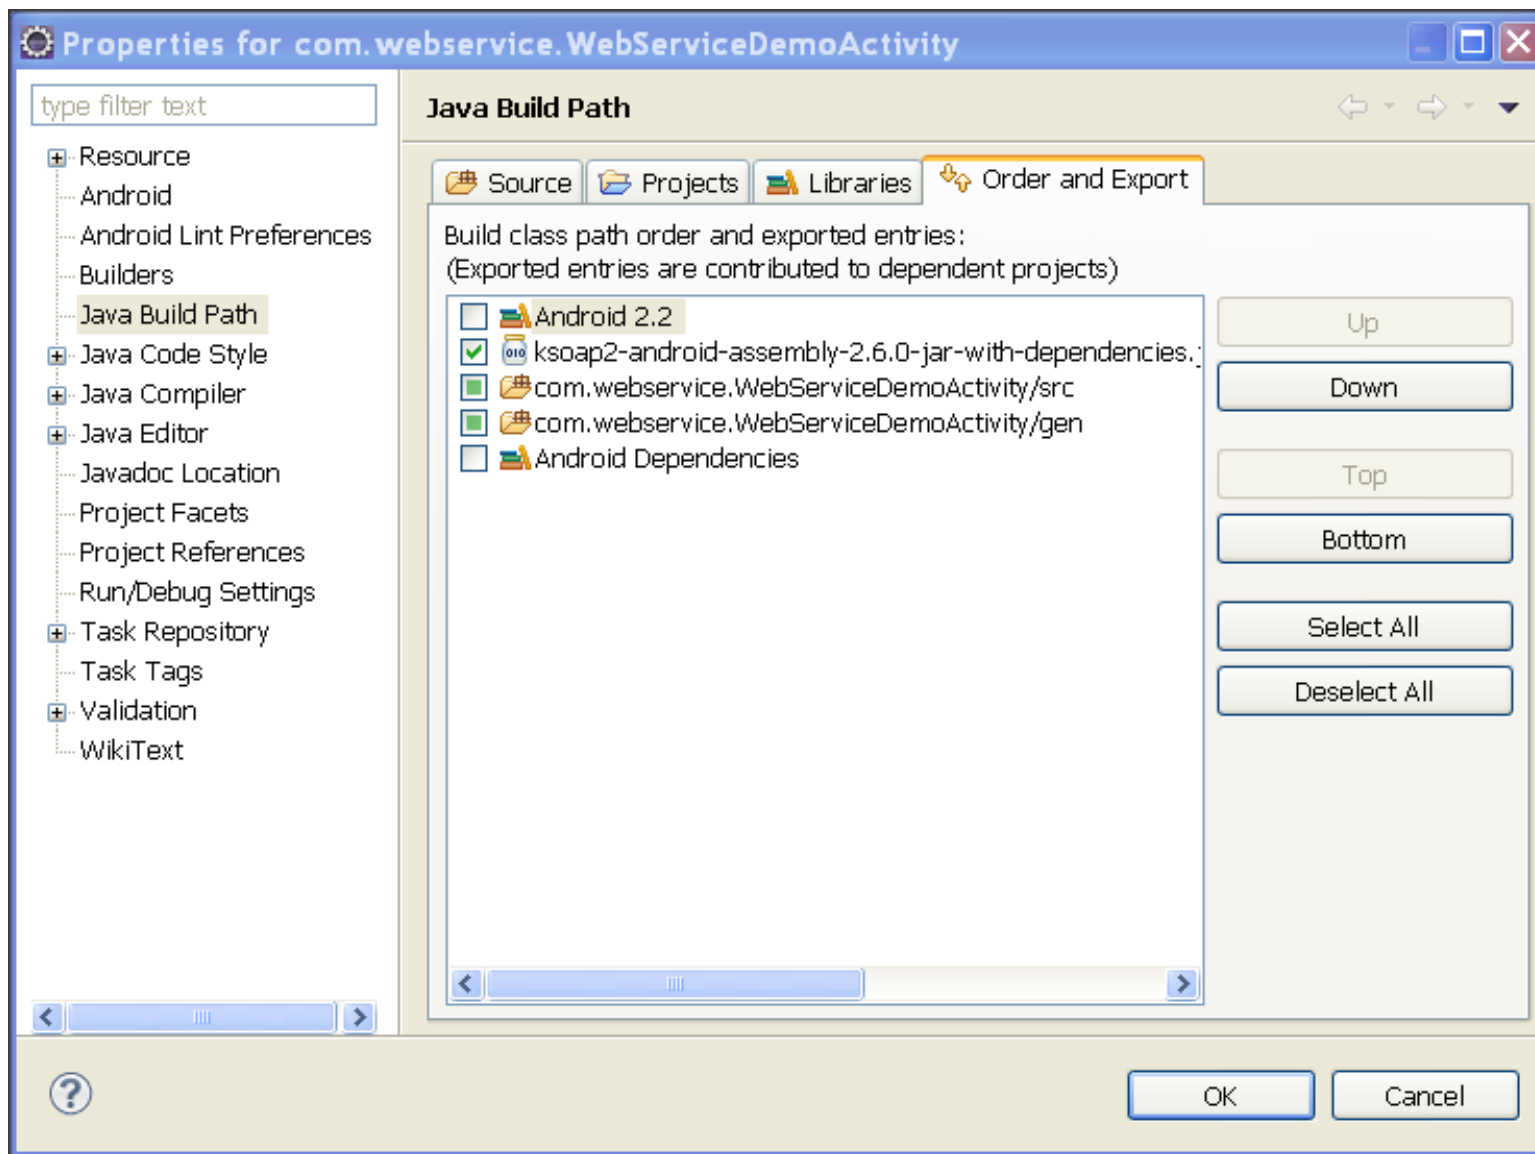 Properties for com.webservice.WebServiceDemoActivity
type filter text
Resource
Android
Android Lint Preferences
Builders
Java Build Path
Java Code Style
Java Compiler
Java Editor
Javadoc Location
Project Facets
Project References
Run/Debug Settings
Task Repository
Task Tags
Validation
WikiText
Java Build Path
Source Projects Libraries Order and Export
Build class path order and exported entries:
(Exported entries are contributed to dependent projects)
Android 2.2
ksoap2-android-assembly-2.6.0-jar-with-dependencies.
com.webservice.WebServiceDemoActivity/src
com.webservice.WebServiceDemoActivity/gen
Android Dependencies
Up
Down
Top
Bottom
Select All
Deselect All
OK Cancel